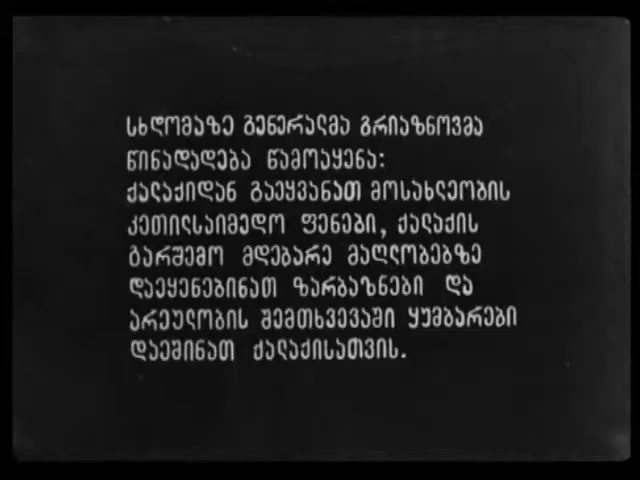 სხდომაზე გენერალმა გრიაზნოვმა
წინადადება წამოაყენა:
ქალაქიდან გაეყვანათ მოსახლეობის
კეთილსაიმედო ფენები, ქალაქის
გარშემო მდებარე მაღლობებზე
დაეყენებინათ ზარბაზნები და
არეულობის შემთხვევაში ყუმბარები
დაეშინათ ქალაქისათვის.